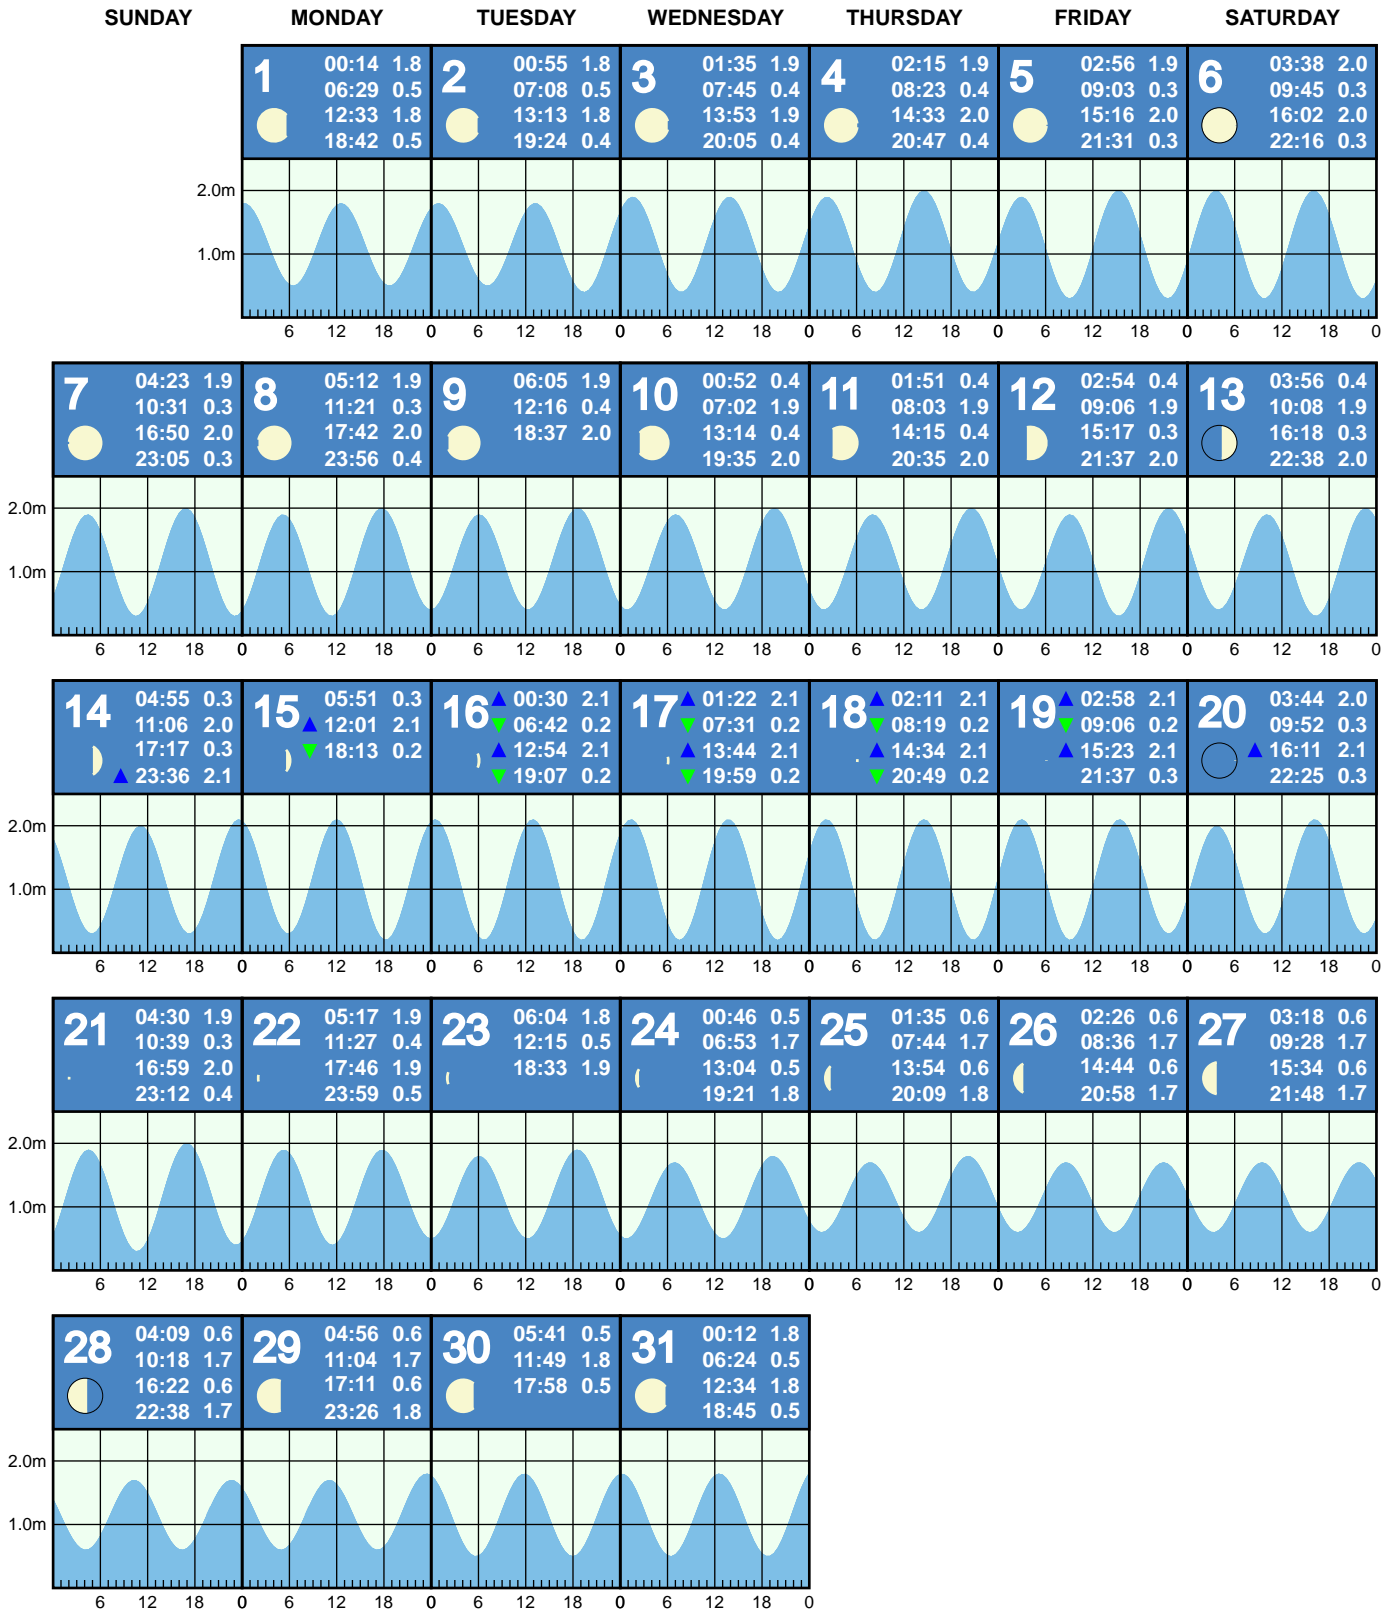 SUNDAY MONDAY TUESDAY WEDNESDAY THURSDAY FRIDAY SATURDAY
1 00:14 1.8
06:29 0.5
12:33 1.8
18:42 0.5
2 00:55 1.8
07:08 0.5
13:13 1.8
19:24 0.4
3 01:35 1.9
07:45 0.4
13:53 1.9
20:05 0.4
4 02:15 1.9
08:23 0.4
14:33 2.0
20:47 0.4
5 02:56 1.9
09:03 0.3
15:16 2.0
21:31 0.3
6 03:38 2.0
09:45 0.3
16:02 2.0
22:16 0.3
2.0m
1.0m
6 12 18 0 6 12 18 0 6 12 18 0 6 12 18 0 6 12 18 0 6 12 18 0
7 04:23 1.9
10:31 0.3
16:50 2.0
23:05 0.3
8 05:12 1.9
11:21 0.3
17:42 2.0
23:56 0.4
9 06:05 1.9
12:16 0.4
18:37 2.0
10 00:52 0.4
07:02 1.9
13:14 0.4
19:35 2.0
11 01:51 0.4
08:03 1.9
14:15 0.4
20:35 2.0
12 02:54 0.4
09:06 1.9
15:17 0.3
21:37 2.0
13 03:56 0.4
10:08 1.9
16:18 0.3
22:38 2.0
2.0m
1.0m
6 12 18 0 6 12 18 0 6 12 18 0 6 12 18 0 6 12 18 0 6 12 18 0 6 12 18 0
14 04:55 0.3
11:06 2.0
17:17 0.3
23:36 2.1
15 05:51 0.3
12:01 2.1
18:13 0.2
16 00:30 2.1
06:42 0.2
12:54 2.1
19:07 0.2
17 01:22 2.1
07:31 0.2
13:44 2.1
19:59 0.2
18 02:11 2.1
08:19 0.2
14:34 2.1
20:49 0.2
19 02:58 2.1
09:06 0.2
15:23 2.1
21:37 0.3
20 03:44 2.0
09:52 0.3
16:11 2.1
22:25 0.3
2.0m
1.0m
6 12 18 0 6 12 18 0 6 12 18 0 6 12 18 0 6 12 18 0 6 12 18 0 6 12 18 0
21 04:30 1.9
10:39 0.3
16:59 2.0
23:12 0.4
22 05:17 1.9
11:27 0.4
17:46 1.9
23:59 0.5
23 06:04 1.8
12:15 0.5
18:33 1.9
24 00:46 0.5
06:53 1.7
13:04 0.5
19:21 1.8
25 01:35 0.6
07:44 1.7
13:54 0.6
20:09 1.8
26 02:26 0.6
08:36 1.7
14:44 0.6
20:58 1.7
27 03:18 0.6
09:28 1.7
15:34 0.6
21:48 1.7
2.0m
1.0m
6 12 18 0 6 12 18 0 6 12 18 0 6 12 18 0 6 12 18 0 6 12 18 0 6 12 18 0
28 04:09 0.6
10:18 1.7
16:22 0.6
22:38 1.7
29 04:56 0.6
11:04 1.7
17:11 0.6
23:26 1.8
30 05:41 0.5
11:49 1.8
17:58 0.5
31 00:12 1.8
06:24 0.5
12:34 1.8
18:45 0.5
2.0m
1.0m
6 12 18 0 6 12 18 0 6 12 18 0 6 12 18 0